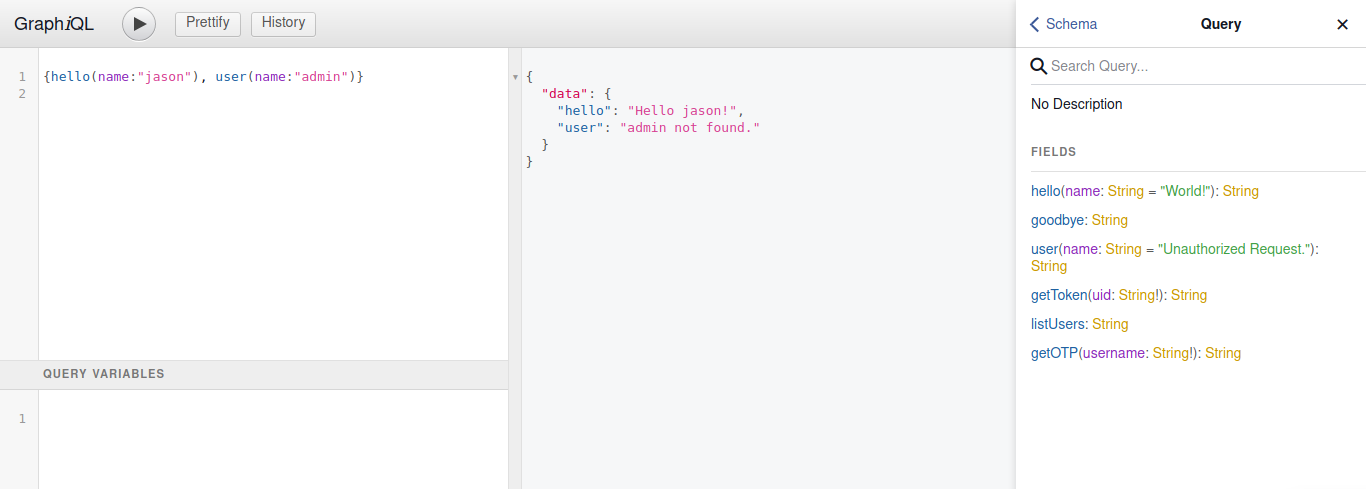 GraphiQL
Prettify
History
Schema
Query
1 {hello(name:"jason"), user(name:"admin")}
2
QUERY VARIABLES
1
{
"data": {
"hello": "Hello jason!",
"user": "admin not found."
}
}
Search Query...
No Description
FIELDS
hello(name: String = "World!"): String
goodbye: String
user(name: String = "Unauthorized Request."):
String
getToken(uid: String!): String
listUsers: String
getOTP(username: String!): String